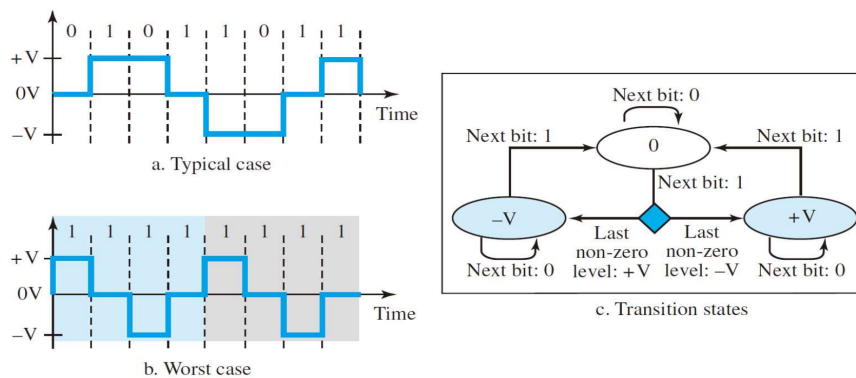 0 1 0 1 1 0 1 1
+V
0V
Time
–V
a. Typical case
1 1 1 1 1 1 1 1
+V
0V
Time
–V
b. Worst case
Next bit: 0
Next bit: 1
0
Next bit: 1
Next bit: 1
–V
+V
Last
non-zero
level: +V
Last
non-zero
level: –V
Next bit: 0
Next bit: 0
c. Transition states